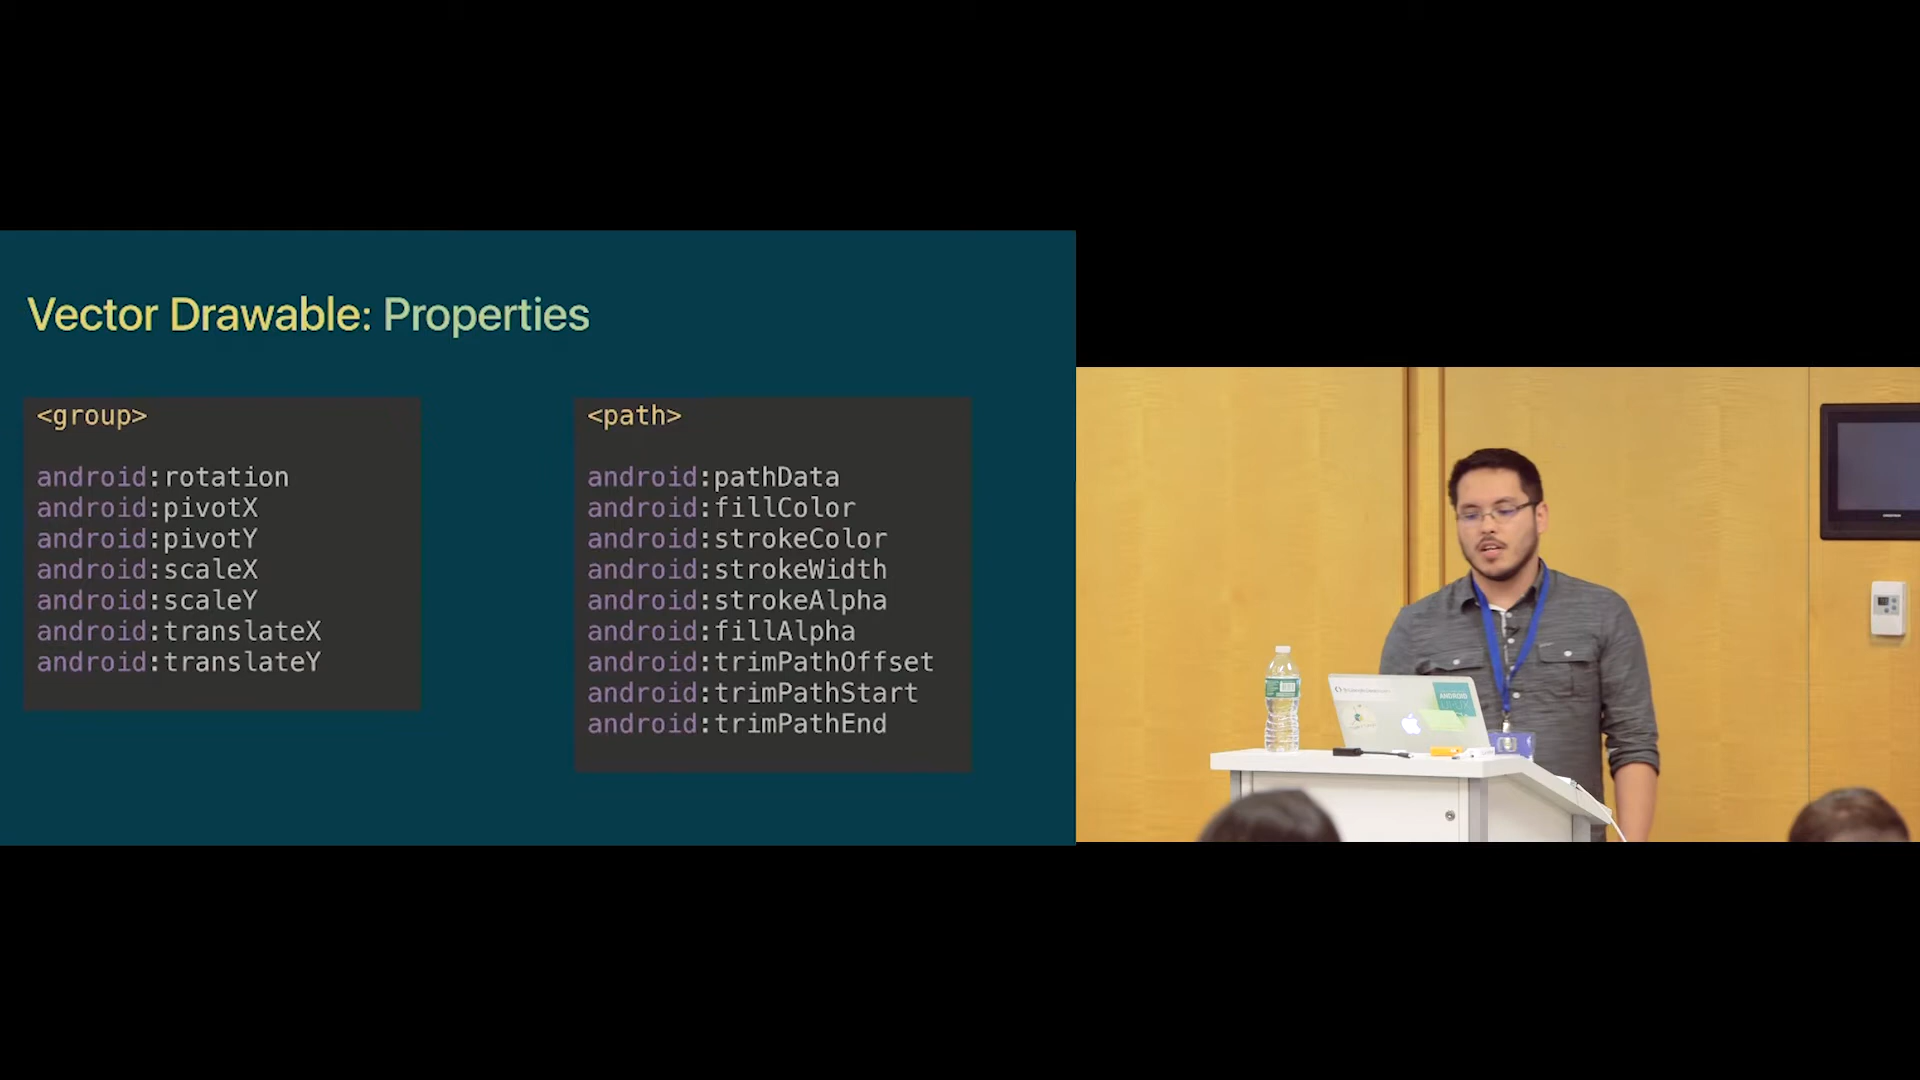 Vector Drawable: Properties
<group>
android:rotation
android:pivotX
android:pivotY
android:scaleX
android:scaleY
android:translateX
android:translateY
<path>
android:pathData
android:fillColor
android:strokeColor
android:strokeWidth
android:strokeAlpha
android:fillAlpha
android:trimPathOffset
android:trimPathStart
android:trimPathEnd
ANDROID